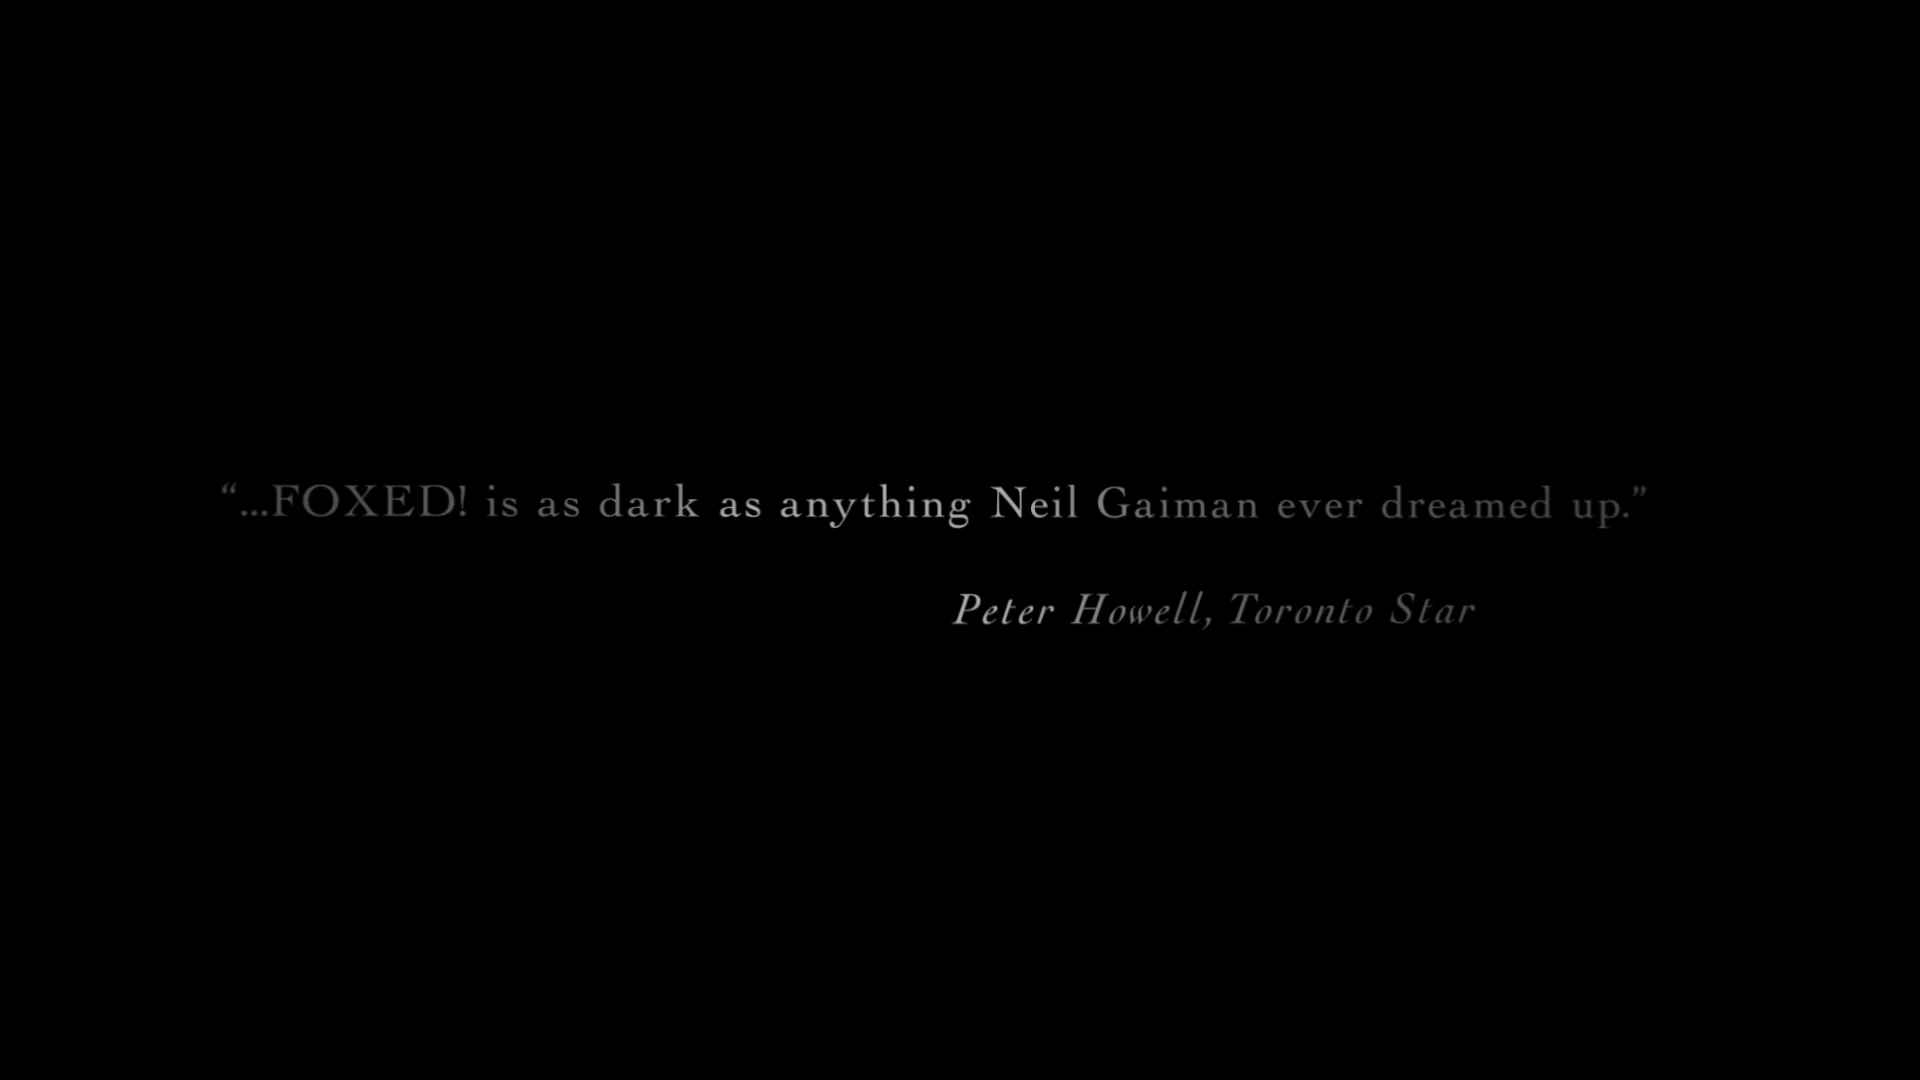 “...FOXED! is as dark as anything Neil Gaiman ever dreamed up.”
Peter Howell, Toronto Star